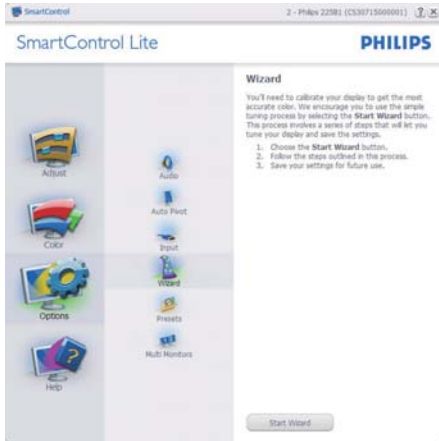 SmartControl
2 - Philips 225B1 (CS30715000001)
SmartControl Lite
PHILIPS
Adjust
Color
Options
Help
Audio
Auto Pivot
Input
Wizard
Presets
Multi Monitors
Wizard
You'll need to calibrate your display to get the most
accurate color. We encourage you to use the simple
tuning process by selecting the Start Wizard button.
This process involves a series of steps that will let you
tune your display and save the settings.
1. Choose the Start Wizard button.
2. Follow the steps outlined in this process.
3. Save your settings for future use.
Start Wizard